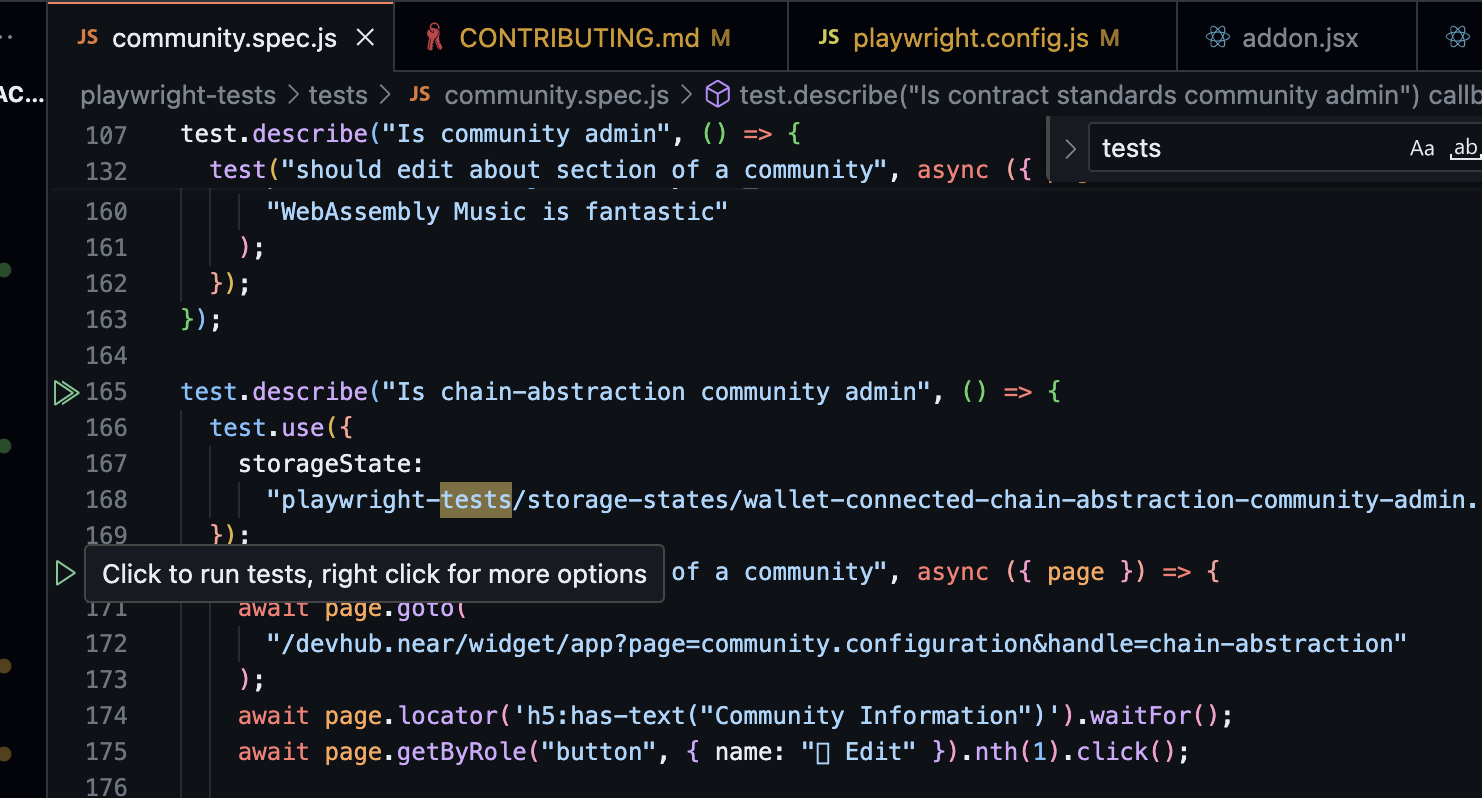 AC...
JS community.spec.js
CONTRIBUTING.md M
JS playwright.config.js M
addon.jsx
playwright-tests > tests > JS community.spec.js > test.describe("Is contract standards community admin") callb
107 test.describe("Is community admin", () => {
tests Aa ab
132 test("should edit about section of a community", async ({
160 "WebAssembly Music is fantastic"
161 );
162 });
163 });
164
165 test.describe("Is chain-abstraction community admin", () => {
166 test.use({
167 storageState:
168 "playwright-tests/storage-states/wallet-connected-chain-abstraction-community-admin.
169 });
Click to run tests, right click for more options
of a community", async ({ page }) => {
171 await page.goto(
172 "/devhub.near/widget/app?page=community.configuration&handle=chain-abstraction"
173 );
174 await page.locator('h5:has-text("Community Information")').waitFor();
175 await page.getByRole("button", { name: "▯ Edit" }).nth(1).click();
176